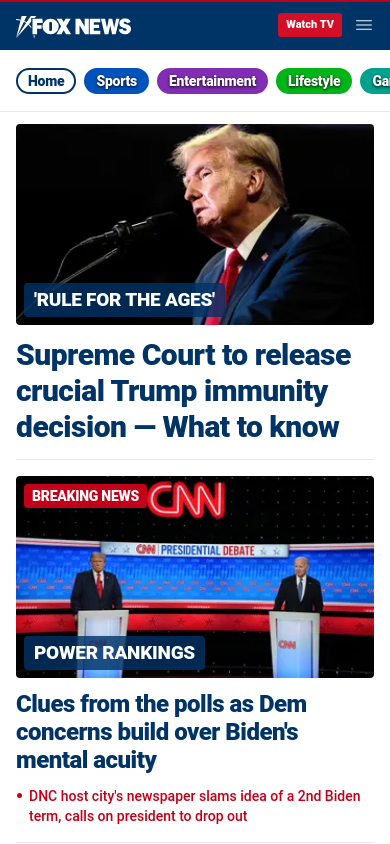 FOX NEWS
Watch TV
Home Sports Entertainment Lifestyle Ga
'RULE FOR THE AGES'
Supreme Court to release
crucial Trump immunity
decision — What to know
BREAKING NEWS
CNN
CNN PRESIDENTIAL DEBATE
CNN
POWER RANKINGS
Clues from the polls as Dem
concerns build over Biden's
mental acuity
• DNC host city's newspaper slams idea of a 2nd Biden
term, calls on president to drop out